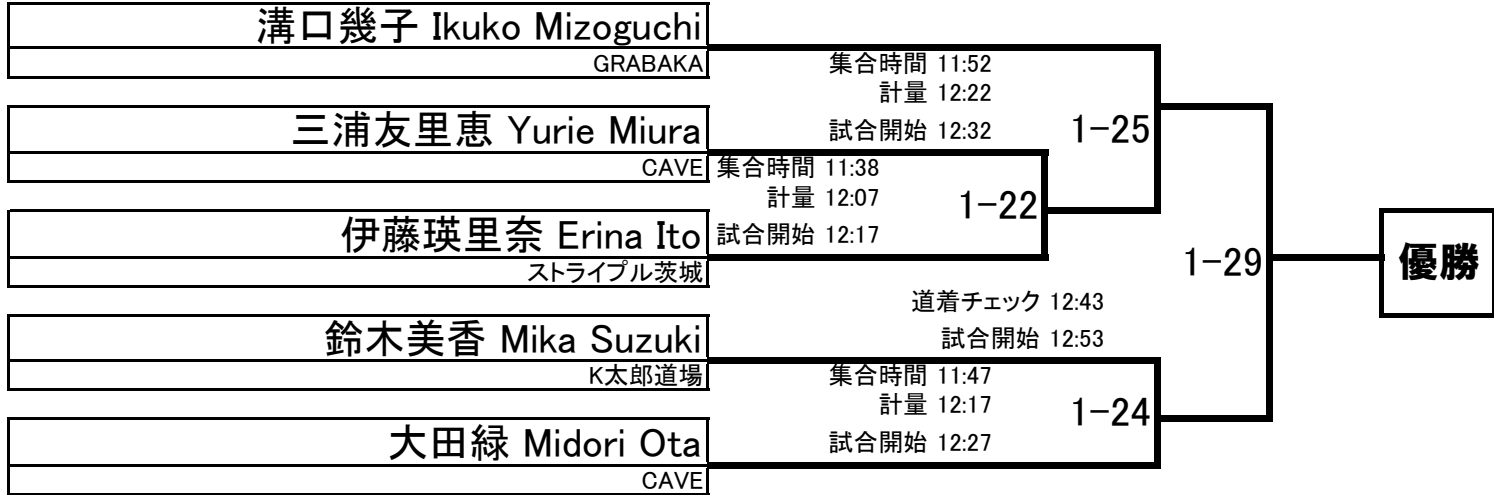 溝口幾子 Ikuko Mizoguchi
GRABAKA
集合時間 11:52
計量 12:22
試合開始 12:32
1-25
三浦友里恵 Yurie Miura
CAVE
集合時間 11:38
計量 12:07
試合開始 12:17
1-22
伊藤瑛里奈 Erina Ito
ストライプル茨城
道着チェック 12:43
試合開始 12:53
1-29
優勝
鈴木美香 Mika Suzuki
K太郎道場
集合時間 11:47
計量 12:17
試合開始 12:27
1-24
大田緑 Midori Ota
CAVE